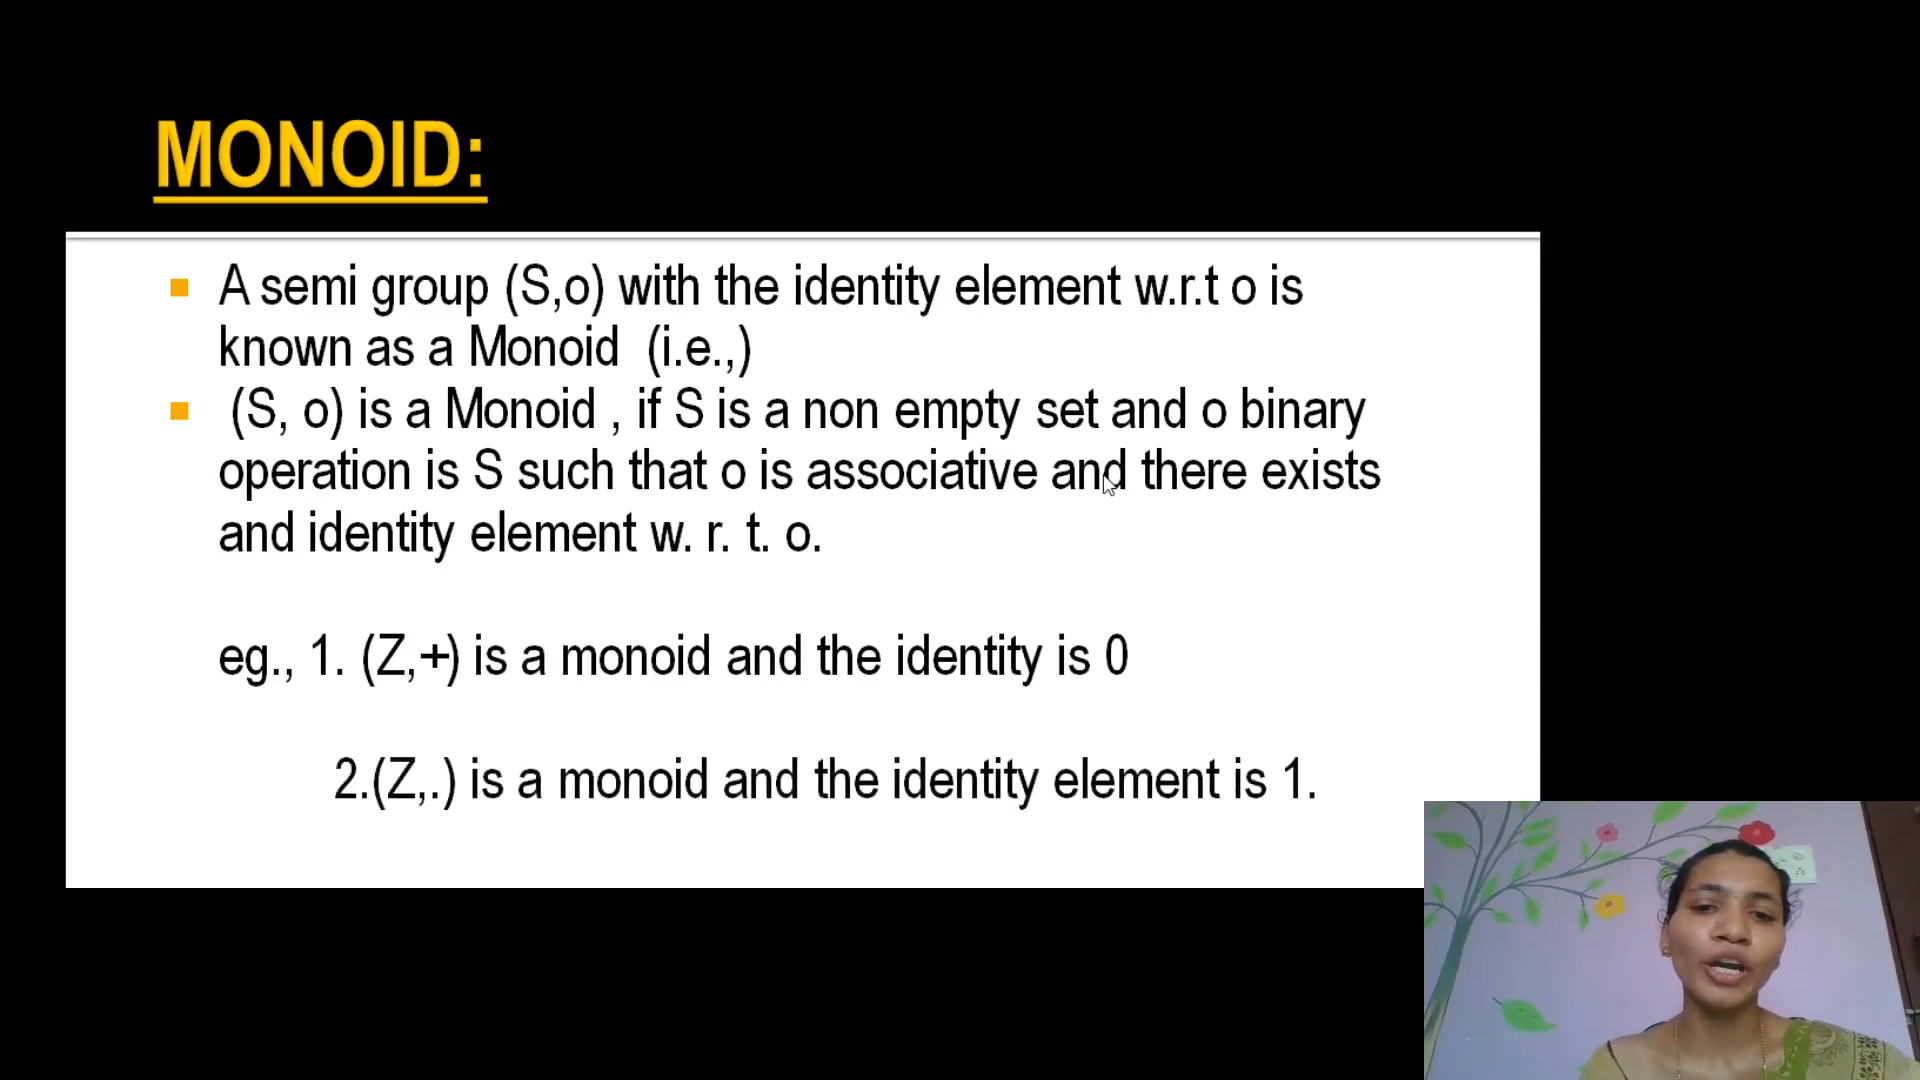 MONOID:
A semi group (S,o) with the identity element w.r.t o is
known as a Monoid (i.e.,)
(S, o) is a Monoid , if S is a non empty set and o binary
operation is S such that o is associative and there exists
and identity element w. r. t. o.
eg., 1. (Z,+) is a monoid and the identity is 0
2.(Z,.) is a monoid and the identity element is 1.